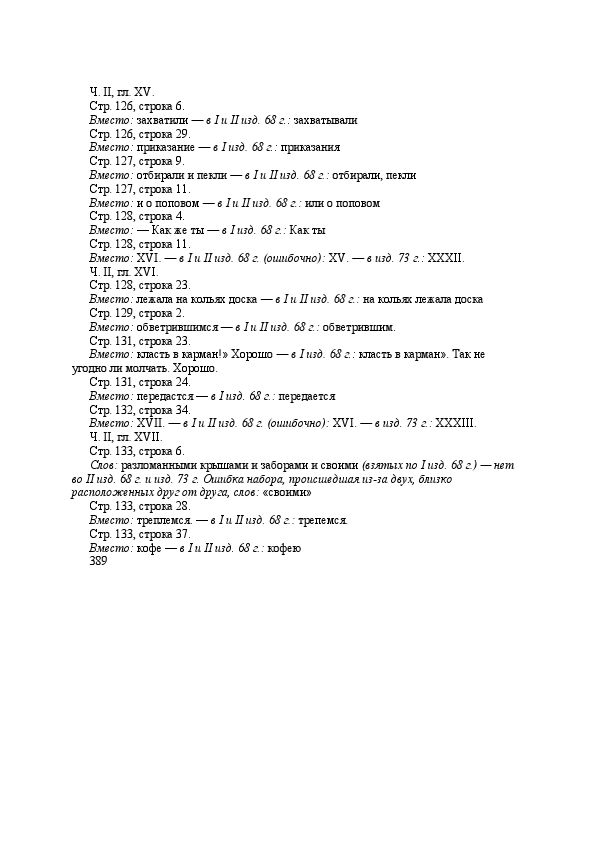 Ч. II, гл. XV.
Стр. 126, строка 6.
Вместо: захватили — в I и II изд. 68 г.: захватывали
Стр. 126, строка 29.
Вместо: приказание — в I изд. 68 г.: приказания
Стр. 127, строка 9.
Вместо: отбирали и пекли — в I и II изд. 68 г.: отбирали, пекли
Стр. 127, строка 11.
Вместо: и о поповом — в I и II изд. 68 г.: или о поповом
Стр. 128, строка 4.
Вместо: — Как же ты — в I изд. 68 г.: Как ты
Стр. 128, строка 11.
Вместо: XVI. — в I и II изд. 68 г. (ошибочно): XV. — в изд. 73 г.: XXXII.
Ч. II, гл. XVI.
Стр. 128, строка 23.
Вместо: лежала на кольях доска — в I и II изд. 68 г.: на кольях лежала доска
Стр. 129, строка 2.
Вместо: обветрившимся — в I и II изд. 68 г.: обветрившим.
Стр. 131, строка 23.
Вместо: класть в карман!» Хорошо — в I изд. 68 г.: класть в карман». Так не
угодно ли молчать. Хорошо.
Стр. 131, строка 24.
Вместо: передастся — в I изд. 68 г.: передается
Стр. 132, строка 34.
Вместо: XVII. — в I и II изд. 68 г. (ошибочно): XVI. — в изд. 73 г.: XXXIII.
Ч. II, гл. XVII.
Стр. 133, строка 6.
Слов: разломанными крышами и заборами и своими (взятых по I изд. 68 г.) — нет
во II изд. 68 г. и изд. 73 г. Ошибка набора, происшедшая из-за двух, близко
расположенных друг от друга, слов: «своими»
Стр. 133, строка 28.
Вместо: треплемся. — в I и II изд. 68 г.: трепемся.
Стр. 133, строка 37.
Вместо: кофе — в I и II изд. 68 г.: кофею
389